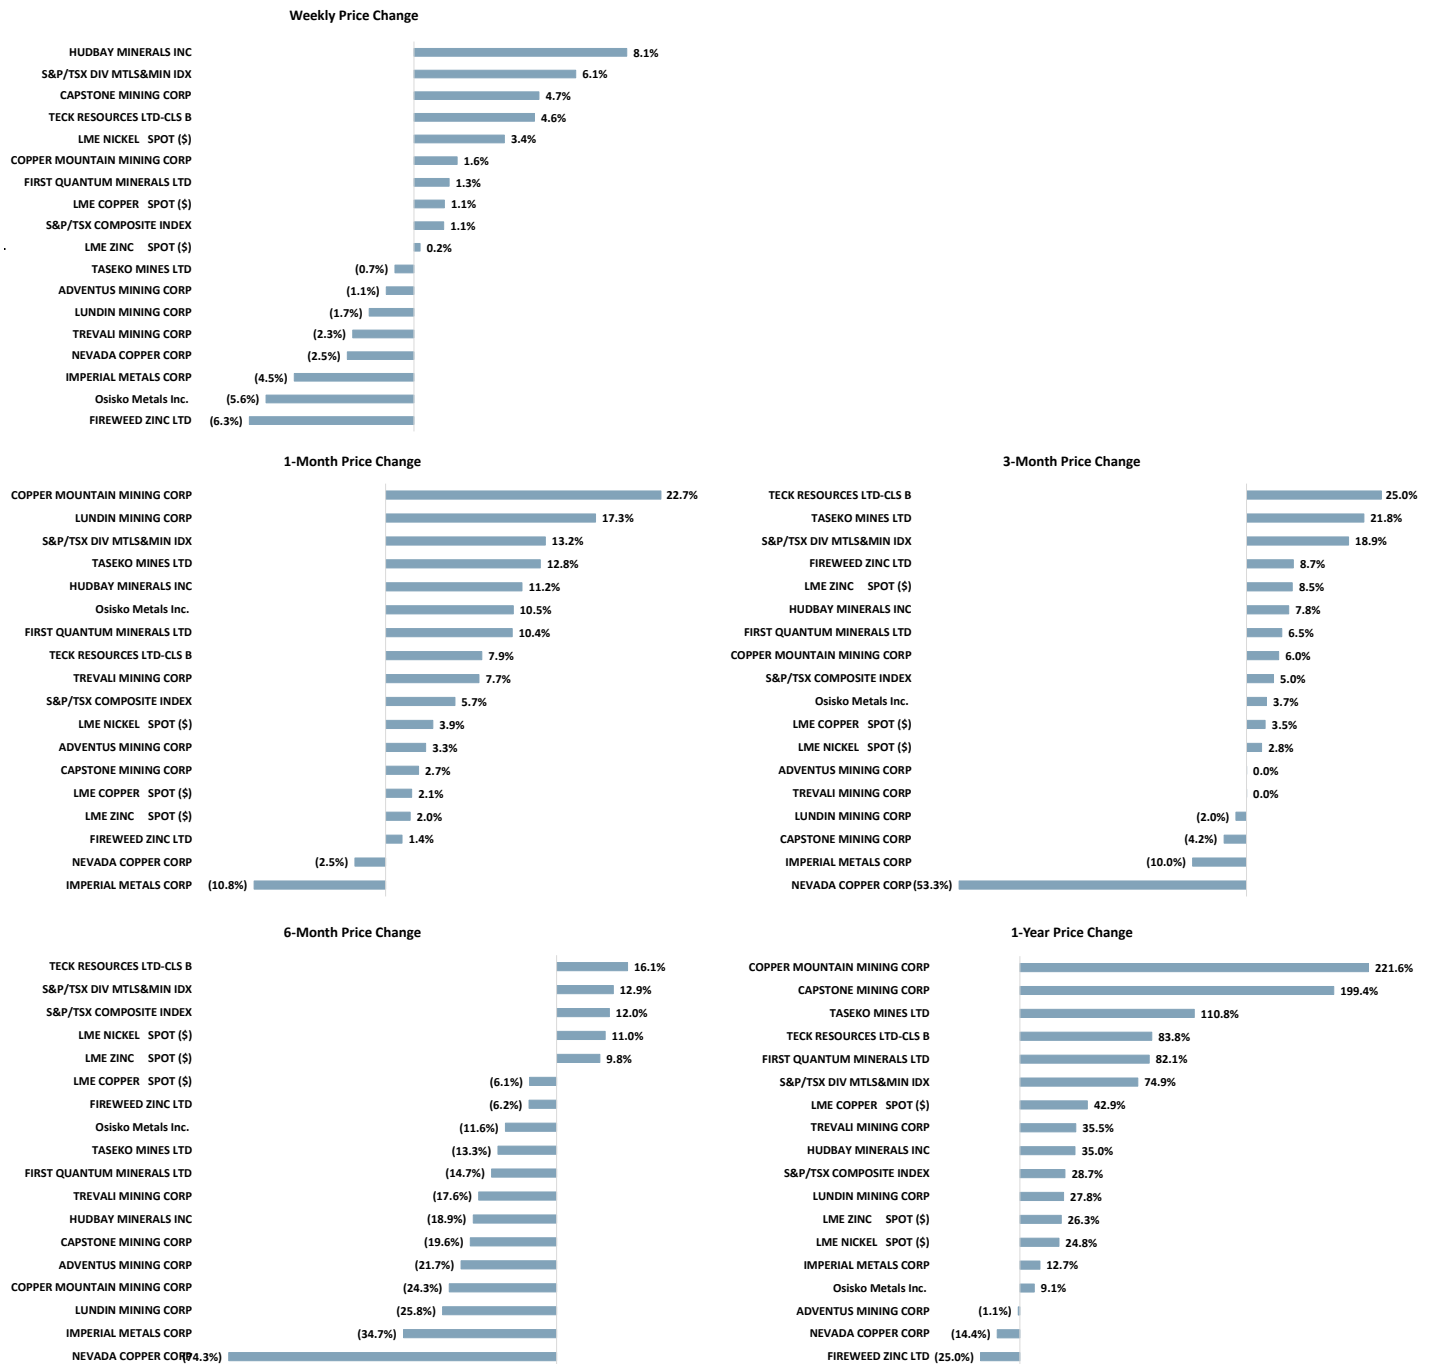 Weekly Price Change
HUDBAY MINERALS INC 8.1%
S&P/TSX DIV MTLS&MIN IDX 6.1%
CAPSTONE MINING CORP 4.7%
TECK RESOURCES LTD-CLS B 4.6%
LME NICKEL SPOT ($) 3.4%
COPPER MOUNTAIN MINING CORP 1.6%
FIRST QUANTUM MINERALS LTD 1.3%
LME COPPER SPOT ($) 1.1%
S&P/TSX COMPOSITE INDEX 1.1%
LME ZINC SPOT ($) 0.2%
TASEKO MINES LTD (0.7%)
ADVENTUS MINING CORP (1.1%)
LUNDIN MINING CORP (1.7%)
TREVALI MINING CORP (2.3%)
NEVADA COPPER CORP (2.5%)
IMPERIAL METALS CORP (4.5%)
Osisko Metals Inc. (5.6%)
FIREWEED ZINC LTD (6.3%)
1-Month Price Change
COPPER MOUNTAIN MINING CORP 22.7%
LUNDIN MINING CORP 17.3%
S&P/TSX DIV MTLS&MIN IDX 13.2%
TASEKO MINES LTD 12.8%
HUDBAY MINERALS INC 11.2%
Osisko Metals Inc. 10.5%
FIRST QUANTUM MINERALS LTD 10.4%
TECK RESOURCES LTD-CLS B 7.9%
TREVALI MINING CORP 7.7%
S&P/TSX COMPOSITE INDEX 5.7%
LME NICKEL SPOT ($) 3.9%
ADVENTUS MINING CORP 3.3%
CAPSTONE MINING CORP 2.7%
LME COPPER SPOT ($) 2.1%
LME ZINC SPOT ($) 2.0%
FIREWEED ZINC LTD 1.4%
NEVADA COPPER CORP (2.5%)
IMPERIAL METALS CORP (10.8%)
3-Month Price Change
TECK RESOURCES LTD-CLS B 25.0%
TASEKO MINES LTD 21.8%
S&P/TSX DIV MTLS&MIN IDX 18.9%
FIREWEED ZINC LTD 8.7%
LME ZINC SPOT ($) 8.5%
HUDBAY MINERALS INC 7.8%
FIRST QUANTUM MINERALS LTD 6.5%
COPPER MOUNTAIN MINING CORP 6.0%
S&P/TSX COMPOSITE INDEX 5.0%
Osisko Metals Inc. 3.7%
LME COPPER SPOT ($) 3.5%
LME NICKEL SPOT ($) 2.8%
ADVENTUS MINING CORP 0.0%
TREVALI MINING CORP 0.0%
LUNDIN MINING CORP (2.0%)
CAPSTONE MINING CORP (4.2%)
IMPERIAL METALS CORP (10.0%)
NEVADA COPPER CORP (53.3%)
6-Month Price Change
TECK RESOURCES LTD-CLS B 16.1%
S&P/TSX DIV MTLS&MIN IDX 12.9%
S&P/TSX COMPOSITE INDEX 12.0%
LME NICKEL SPOT ($) 11.0%
LME ZINC SPOT ($) 9.8%
LME COPPER SPOT ($) (6.1%)
FIREWEED ZINC LTD (6.2%)
Osisko Metals Inc. (11.6%)
TASEKO MINES LTD (13.3%)
FIRST QUANTUM MINERALS LTD (14.7%)
TREVALI MINING CORP (17.6%)
HUDBAY MINERALS INC (18.9%)
CAPSTONE MINING CORP (19.6%)
ADVENTUS MINING CORP (21.7%)
COPPER MOUNTAIN MINING CORP (24.3%)
LUNDIN MINING CORP (25.8%)
IMPERIAL METALS CORP (34.7%)
NEVADA COPPER CORP (74.3%)
1-Year Price Change
COPPER MOUNTAIN MINING CORP 221.6%
CAPSTONE MINING CORP 199.4%
TASEKO MINES LTD 110.8%
TECK RESOURCES LTD-CLS B 83.8%
FIRST QUANTUM MINERALS LTD 82.1%
S&P/TSX DIV MTLS&MIN IDX 74.9%
LME COPPER SPOT ($) 42.9%
TREVALI MINING CORP 35.5%
HUDBAY MINERALS INC 35.0%
S&P/TSX COMPOSITE INDEX 28.7%
LUNDIN MINING CORP 27.8%
LME ZINC SPOT ($) 26.3%
LME NICKEL SPOT ($) 24.8%
IMPERIAL METALS CORP 12.7%
Osisko Metals Inc. 9.1%
ADVENTUS MINING CORP (1.1%)
NEVADA COPPER CORP (14.4%)
FIREWEED ZINC LTD (25.0%)